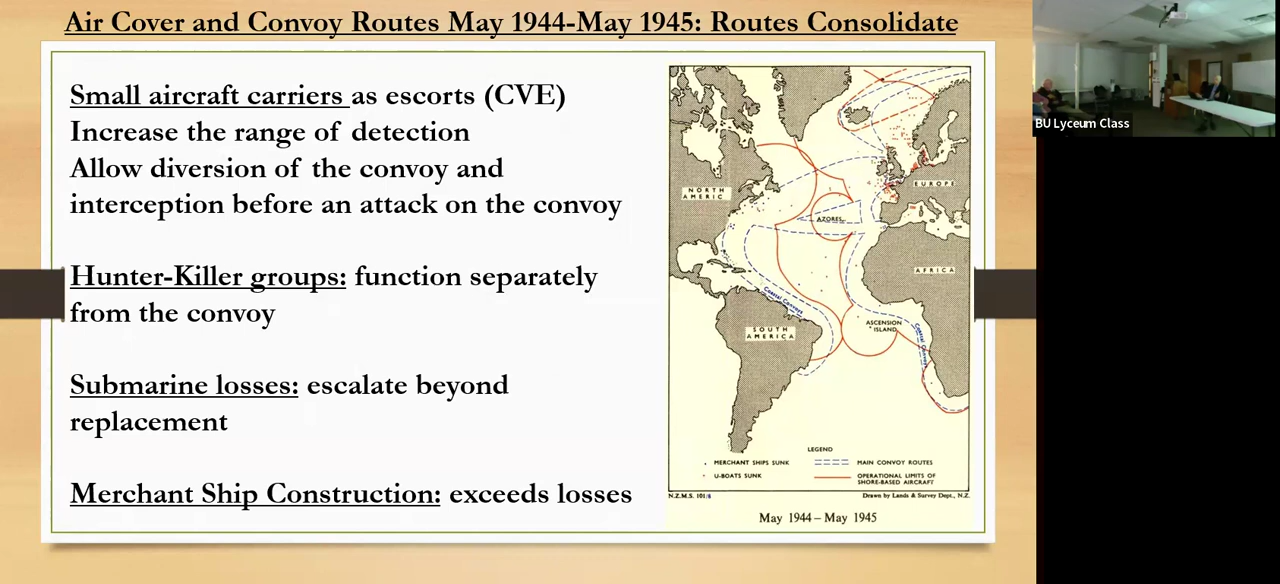 Air Cover and Convoy Routes May 1944-May 1945: Routes Consolidate
Small aircraft carriers as escorts (CVE)
Increase the range of detection
Allow diversion of the convoy and
interception before an attack on the convoy
Hunter-Killer groups: function separately
from the convoy
Submarine losses: escalate beyond
replacement
Merchant Ship Construction: exceeds losses
NORTH
AMERIC
EUROPE
AZORES
AFRICA
Coastal Convoys
SOUTH
AMERICA
ASCENSION
ISLAND
Coastal Convoys
LEGEND
MERCHANT SHIPS SUNK
MAIN CONVOY ROUTES
U-BOATS SUNK
OPERATIONAL LIMITS OF
SHORE-BASED AIRCRAFT
Drawn by Lands & Survey Dept., N.Z.
May 1944 – May 1945
BU Lyceum Class